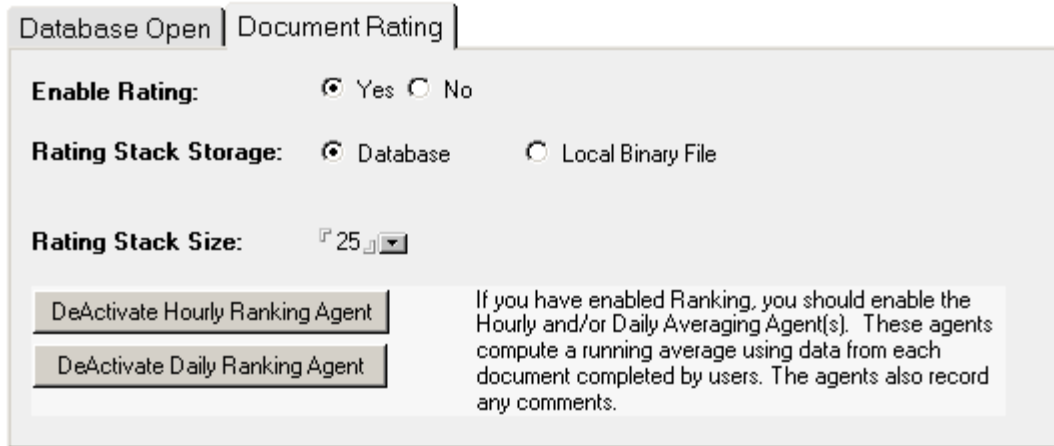 Database Open Document Rating
Enable Rating: Yes No
Rating Stack Storage: Database Local Binary File
Rating Stack Size: 25
DeActivate Hourly Ranking Agent
DeActivate Daily Ranking Agent
If you have enabled Ranking, you should enable the
Hourly and/or Daily Averaging Agent(s). These agents
compute a running average using data from each
document completed by users. The agents also record
any comments.